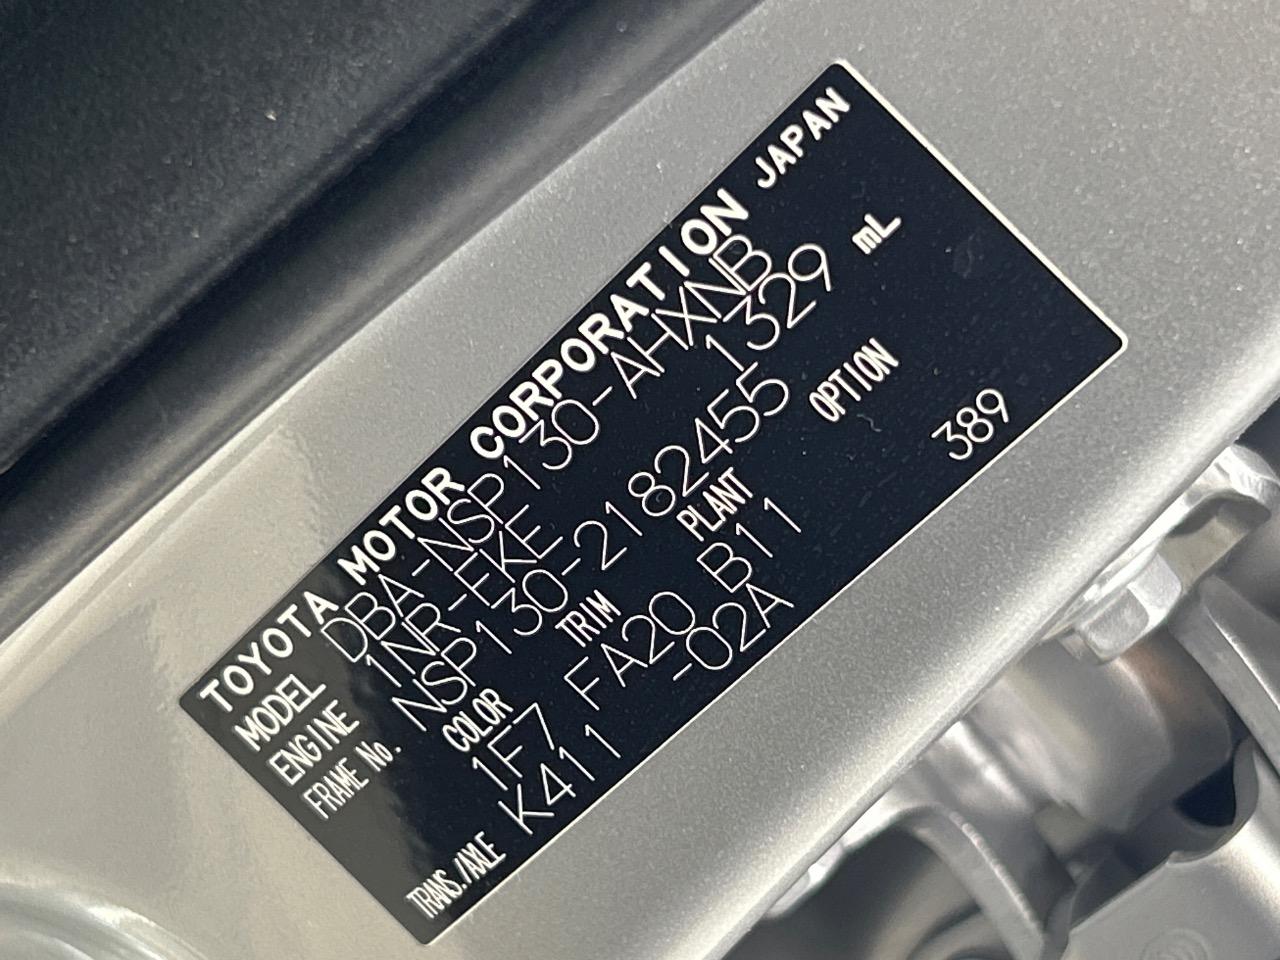 TOYOTA MOTOR CORPORATION JAPAN
MODEL DBA-NSP130-AHXNB
ENGINE 1NR-EKE 1329 mL
FRAME No. NSP130-2182455
COLOR TRIM PLANT OPTION
1F7 FA20 B11 389
TRANS./AXLE K411 -02A